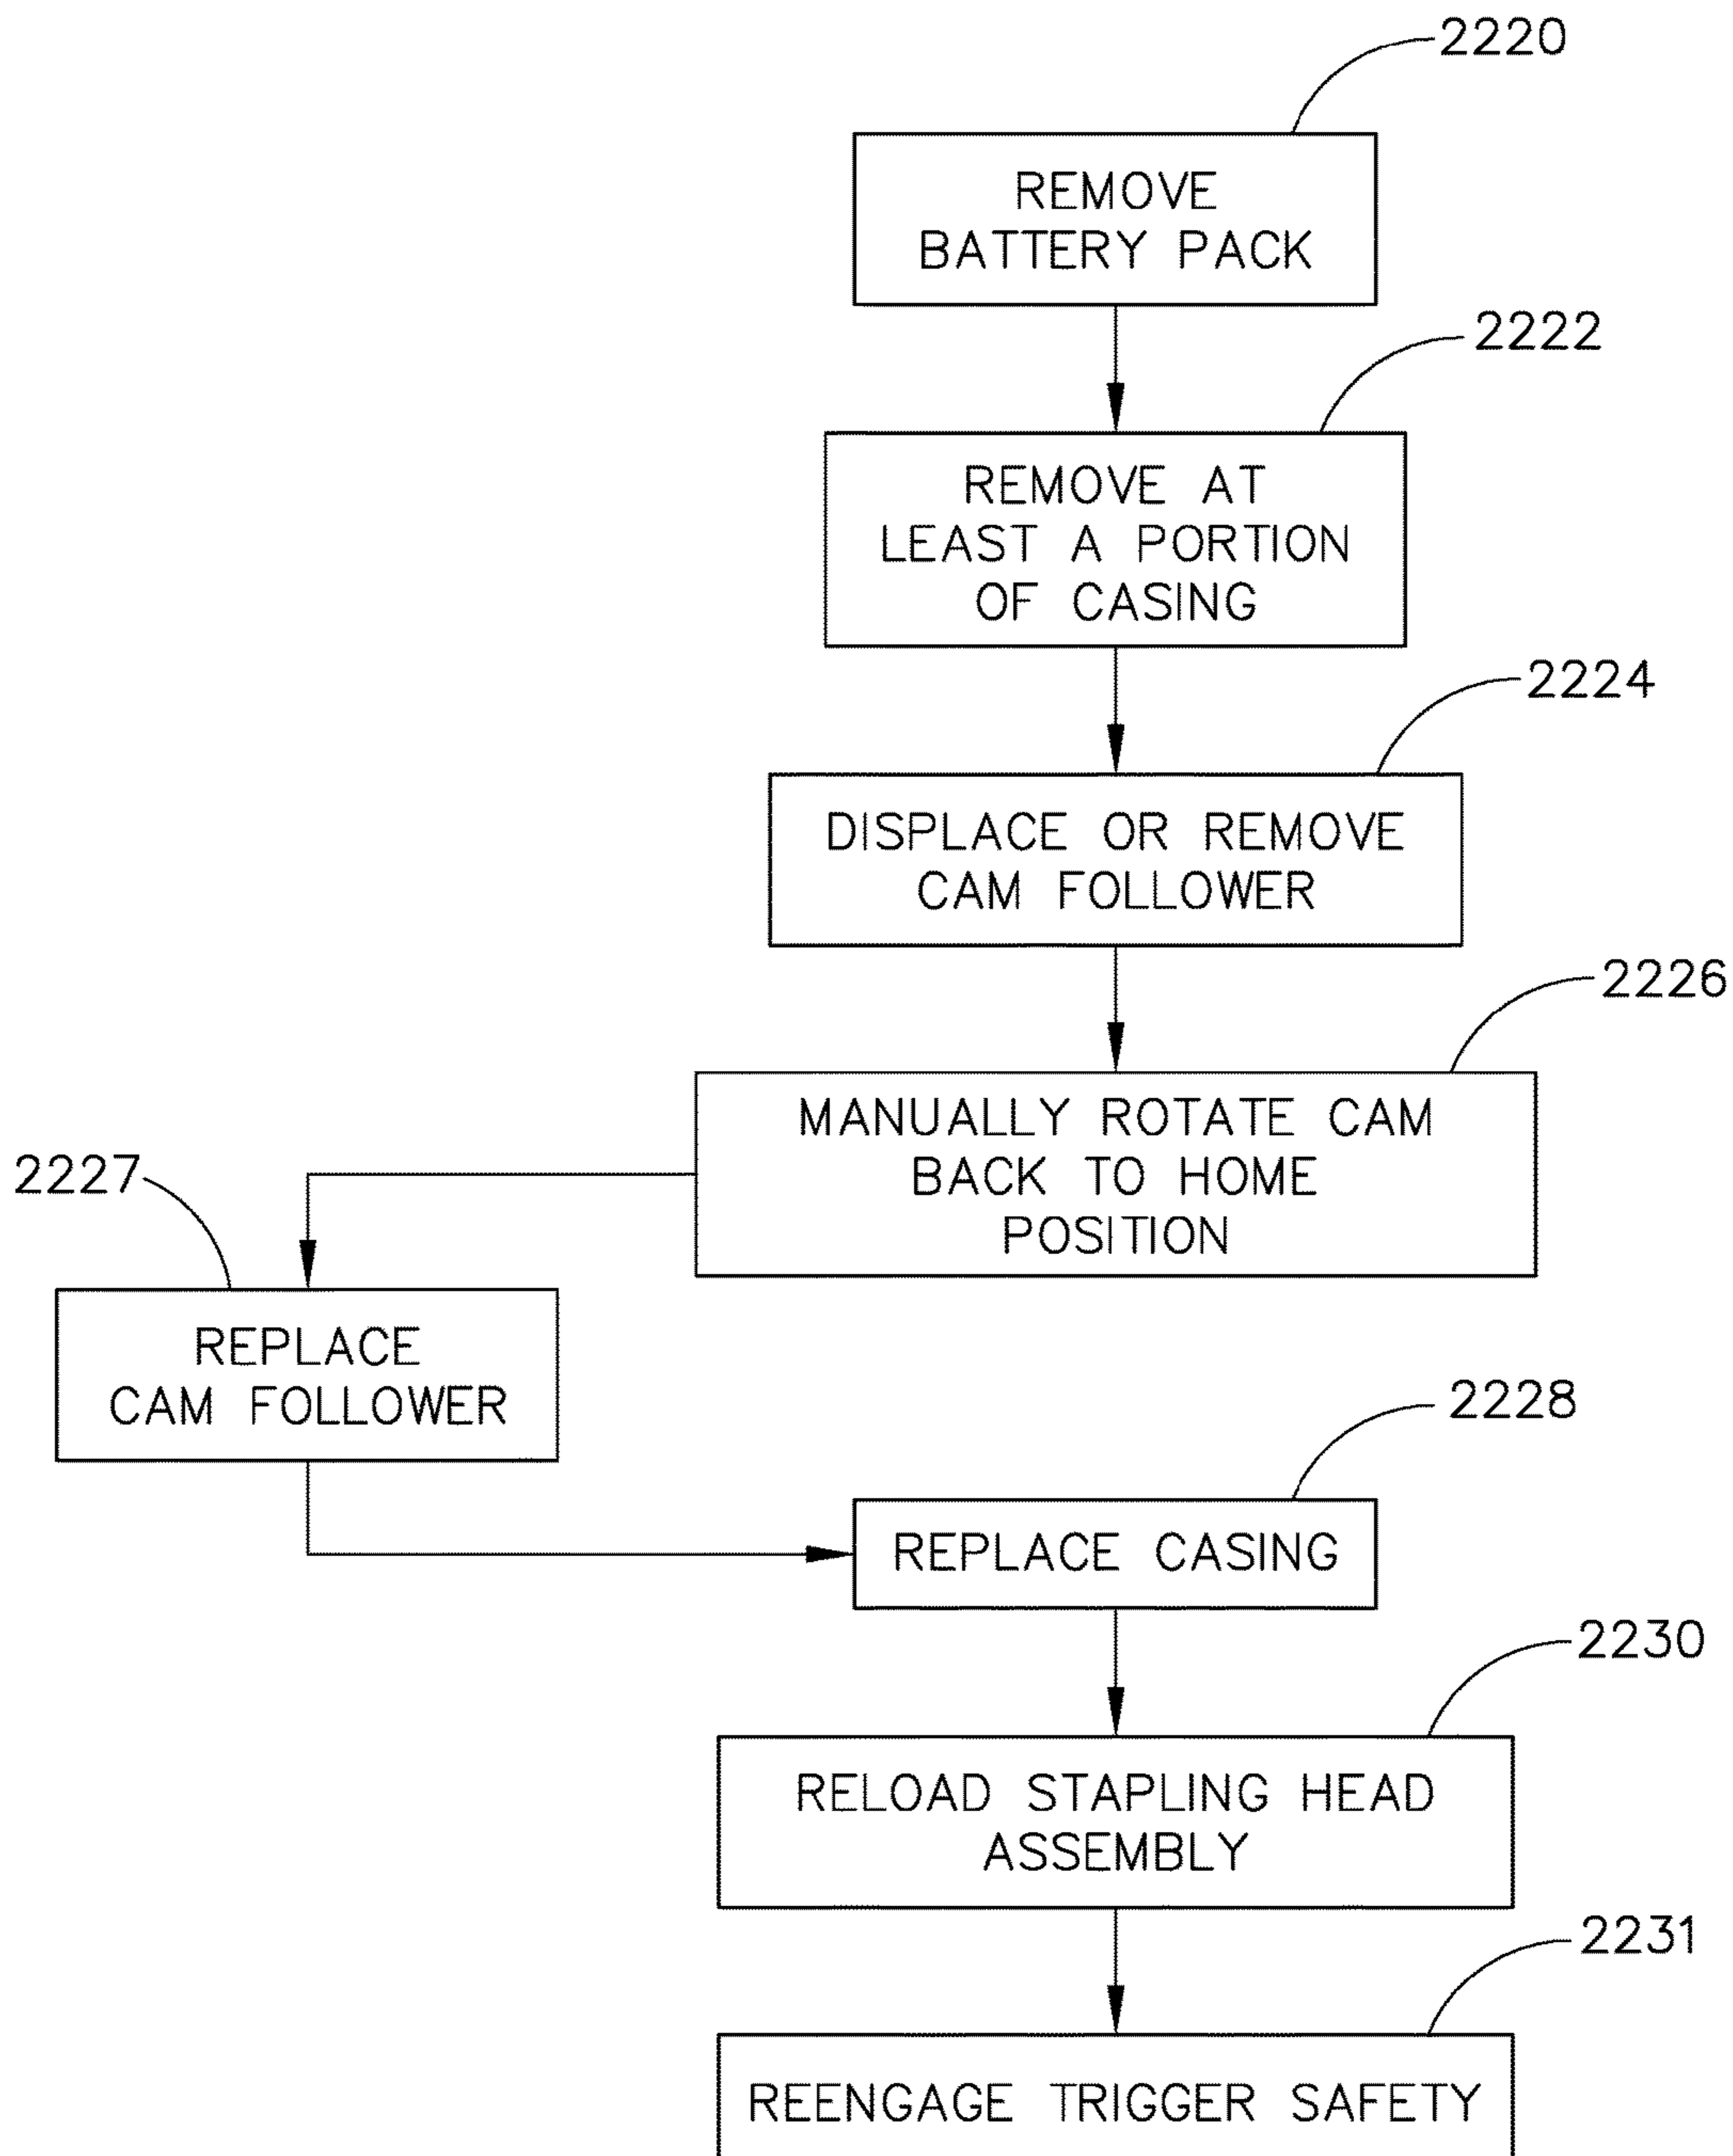 2220
REMOVE
BATTERY PACK
2222
REMOVE AT
LEAST A PORTION
OF CASING
2224
DISPLACE OR REMOVE
CAM FOLLOWER
2226
MANUALLY ROTATE CAM
BACK TO HOME
POSITION
2227
REPLACE
CAM FOLLOWER
2228
REPLACE CASING
2230
RELOAD STAPLING HEAD
ASSEMBLY
2231
REENGAGE TRIGGER SAFETY